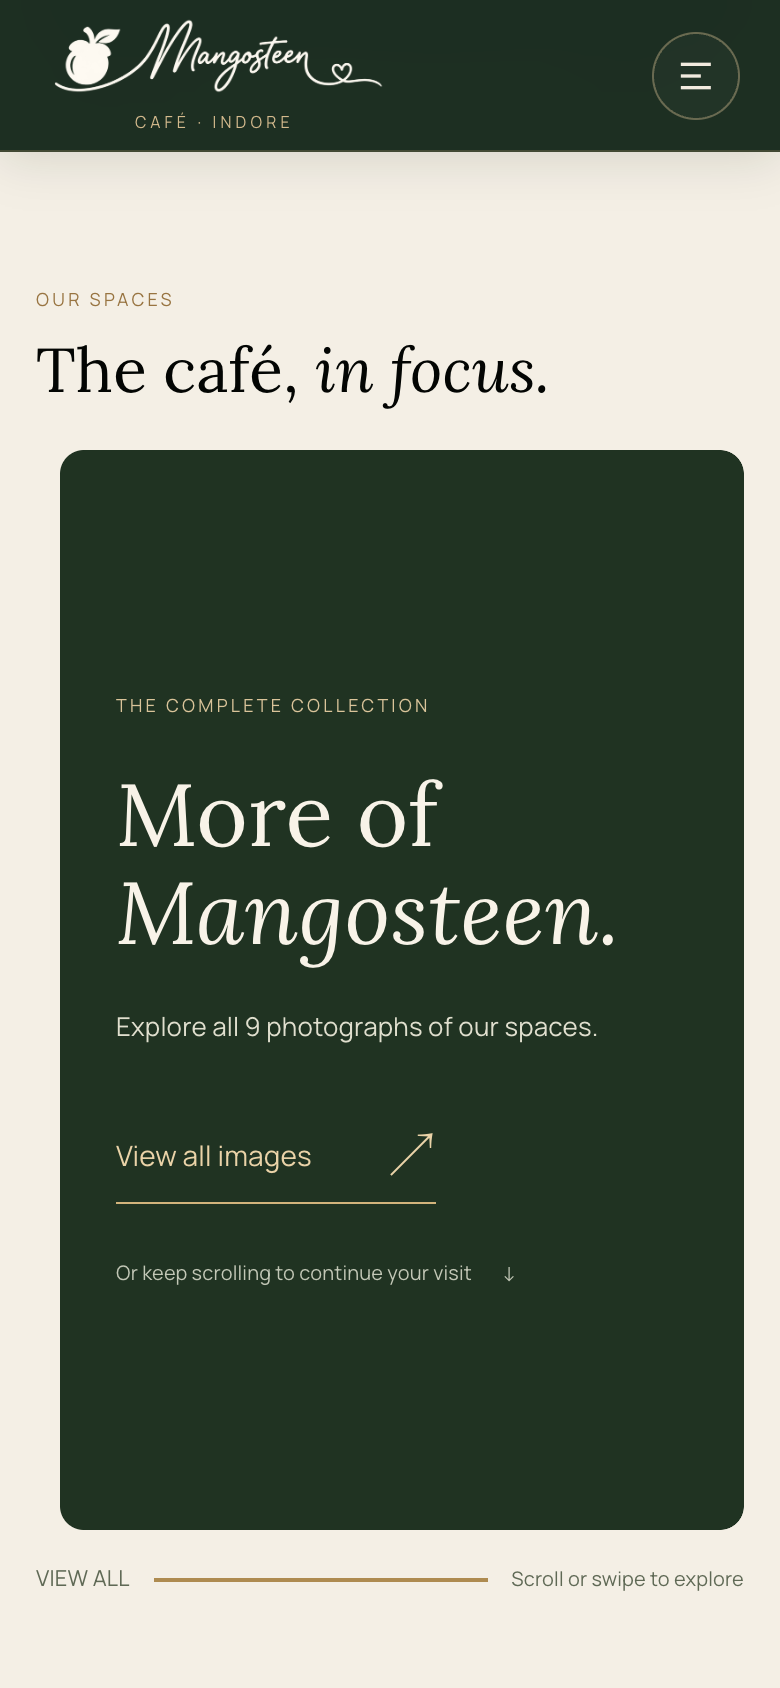 Mangosteen
CAFÉ · INDORE
OUR SPACES
The café, in focus.
THE COMPLETE COLLECTION
More of
Mangosteen.
Explore all 9 photographs of our spaces.
View all images
Or keep scrolling to continue your visit ↓
VIEW ALL
Scroll or swipe to explore